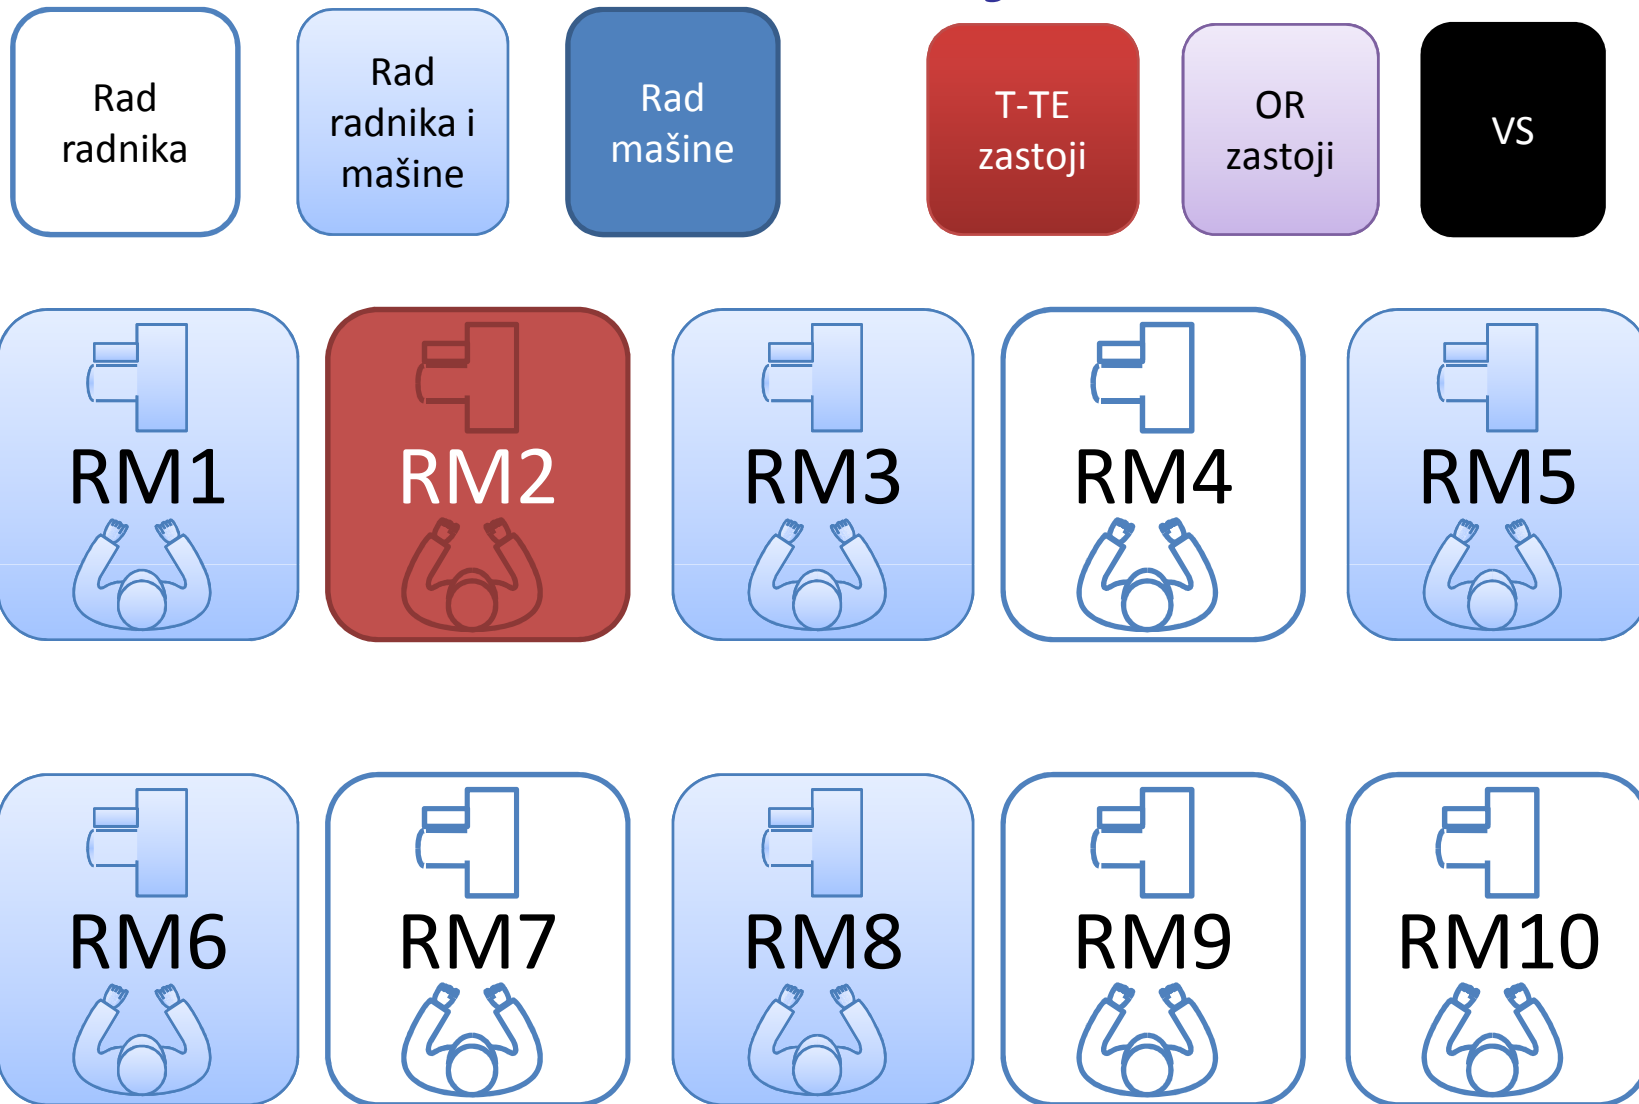 Rad
radnika
Rad
radnika i
mašine
Rad
mašine
T-TE
zastoji
OR
zastoji
VS
RM1
RM2
RM3
RM4
RM5
RM6
RM7
RM8
RM9
RM10